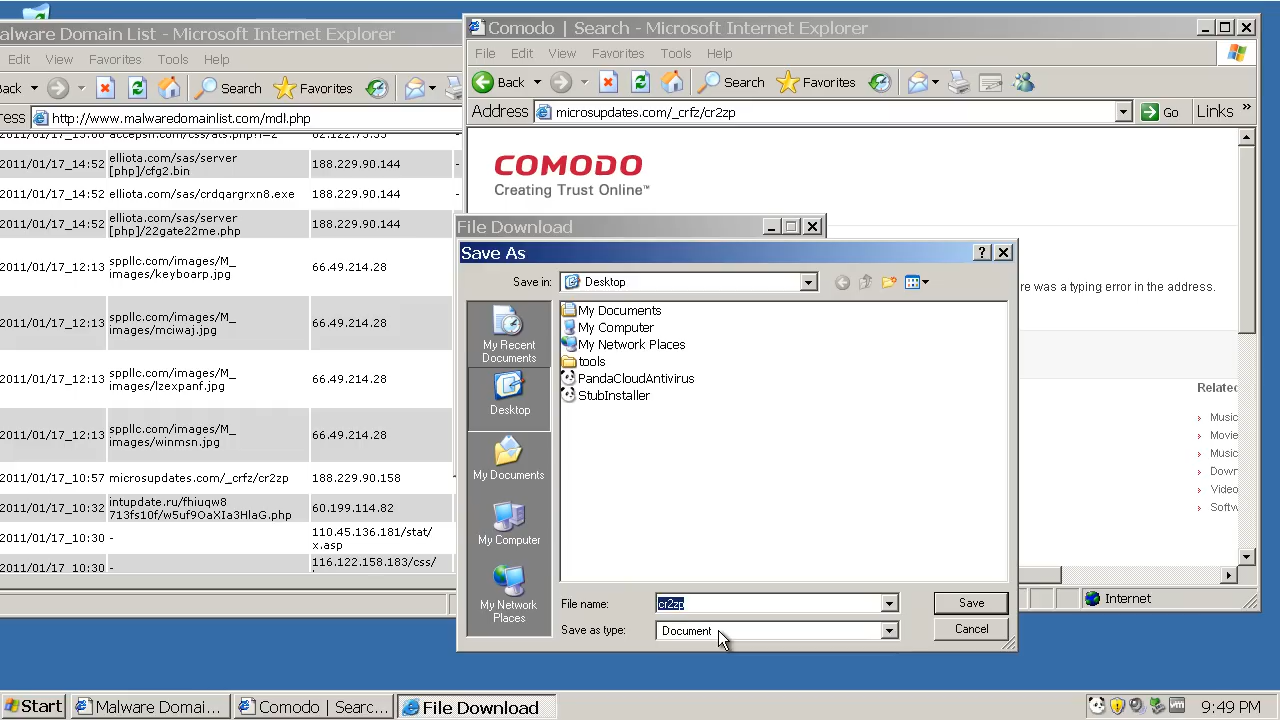 Malware Domain List - Microsoft Internet Explorer
Edit View Favorites Tools Help
Back Search Favorites
http://www.malwaredomainlist.com/mdl.php
elliota.com/sas/server
2011/01/17_14:52 188.229.90.144 -
[php]/cfg2.bin
2011/01/17_14:52 elliota.com/sas/crdgargrxn8.exe 188.229.90.144 -
elliota.com/sas/server
2011/01/17_14:52 188.229.90.144
[php]/22gate22me.php
sppllc.com/images/M_
2011/01/17_12:13 66.49.214.28
images/keyboarp.jpg
sppllc.com/images/M_
2011/01/17_12:13 66.49.214.28
images/mciwaj.jpg
sppllc.com/images/M_
2011/01/17_12:13 66.49.214.28
images/lzexpanf.jpg
sppllc.com/images/M_
2011/01/17_12:13 66.49.214.28
images/winmsn.jpg
2011/01/17_10:57 microsupdates.com/_crfz/cr2zp 188.229.90.158
intupdate.ru/fhiuqw8
2011/01/17_10:32 60.199.114.82
713fs10f/w5uf9OaXIa3HlaG.php
110.45.136.181/stat/
2011/01/17_10:30 -
x.asp
2011/01/17_10:30 - 116.122.158.183/css/
Comodo | Search - Microsoft Internet Explorer
File Edit View Favorites Tools Help
Back Search Favorites
Address microsupdates.com/_crfz/cr2zp Go Links »
COMODO
Creating Trust Online™
re was a typing error in the address.
Relate
Music
Movie
Music
Down
Video
Softw
Internet
File Download
Save As
Save in: Desktop
My Recent
Documents
Desktop
My Documents
My Computer
My Network
Places
My Documents
My Computer
My Network Places
tools
PandaCloudAntivirus
StubInstaller
File name: cr2zp Save
Save as type: Document Cancel
Start Malware Domai... Comodo | Searc... File Download 9:49 PM